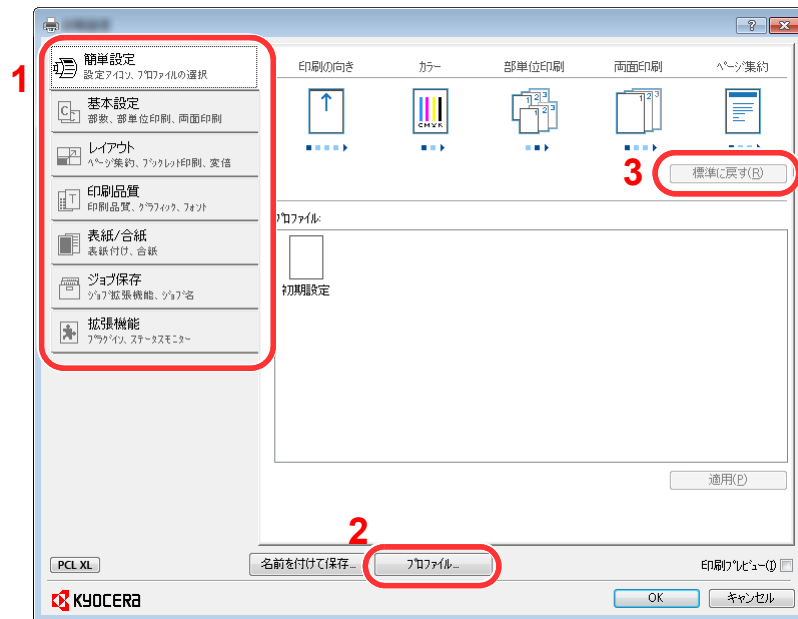 1
簡単設定
設定アイコン、プロファイルの選択
基本設定
部数、部単位印刷、両面印刷
レイアウト
ページ集約、ブックレット印刷、変倍
印刷品質
印刷品質、グラフィック、フォント
表紙/合紙
表紙付け、合紙
ジョブ保存
ジョブ拡張機能、ジョブ名
拡張機能
プラグイン、ステータスモニター
印刷の向き
カラー
部単位印刷
両面印刷
ページ集約
CMYK
1 2 3
1 2 3
1 2 3
3
標準に戻す(R)
プロファイル:
初期設定
適用(P)
2
PCL XL
名前を付けて保存...
プロファイル...
印刷プレビュー(I)
KYOCERA
OK
キャンセル